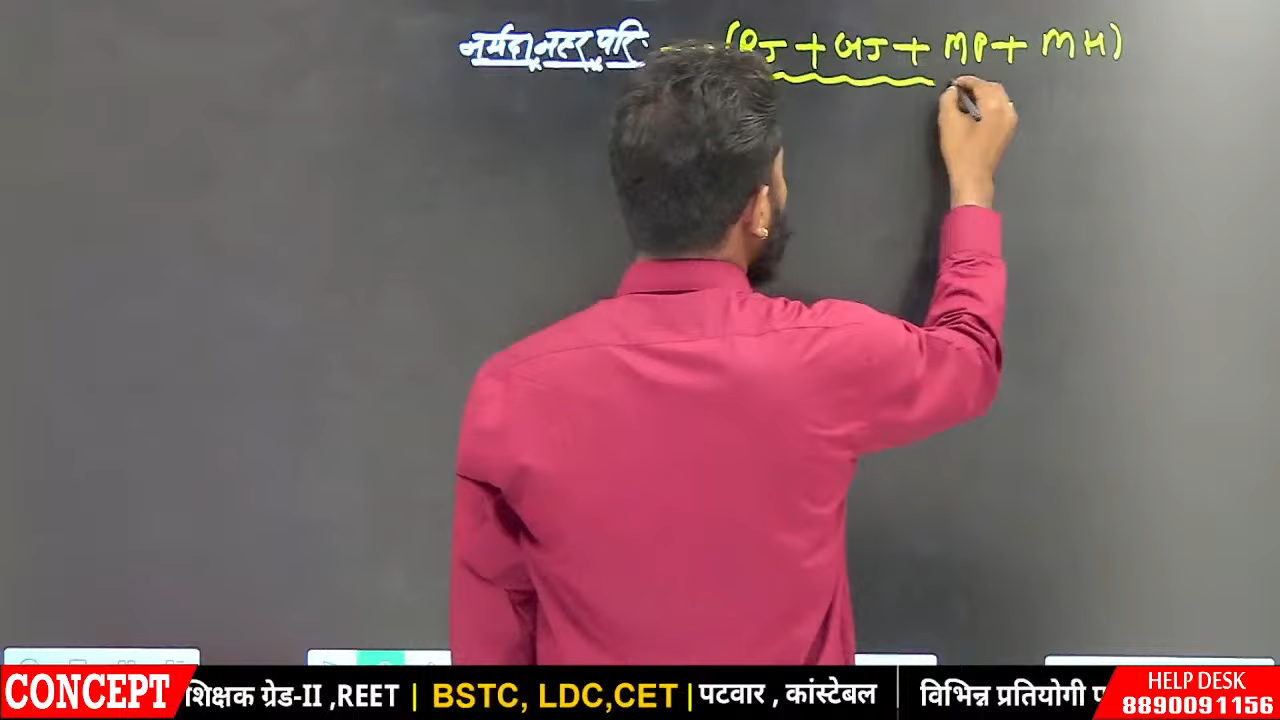 नर्मदा नहर परि. (RJ + GJ + MP + MH)
CONCEPT शिक्षक ग्रेड-II ,REET | BSTC, LDC,CET | पटवार , कांस्टेबल विभिन्न प्रतियोगी
HELP DESK
8890091156